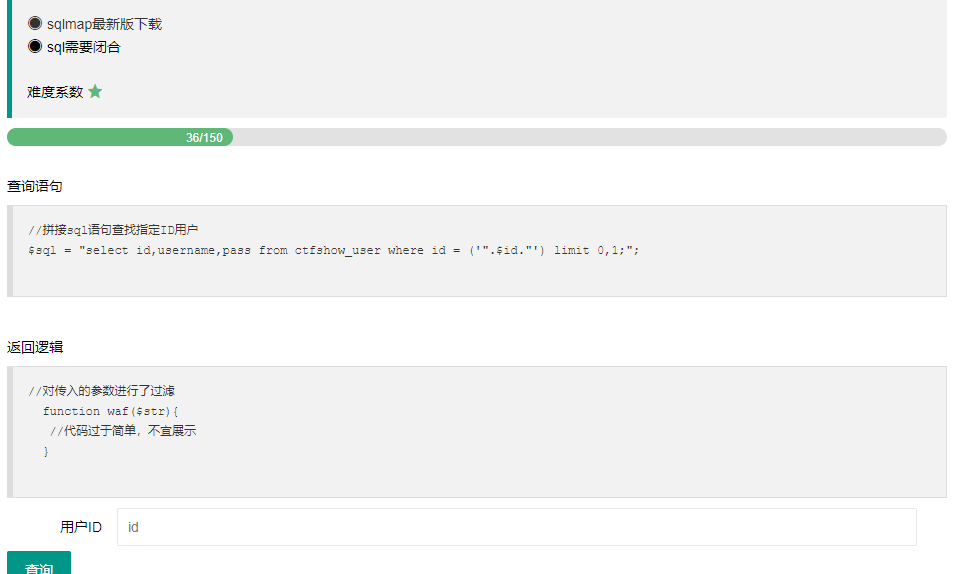 sqlmap最新版下载
sql需要闭合
难度系数
36/150
查询语句
//拼接sql语句查找指定ID用户
$sql = "select id,username,pass from ctfshow_user where id = ('".$id."') limit 0,1;";
返回逻辑
//对传入的参数进行了过滤
function waf($str){
//代码过于简单，不宜展示
}
用户ID id
查询